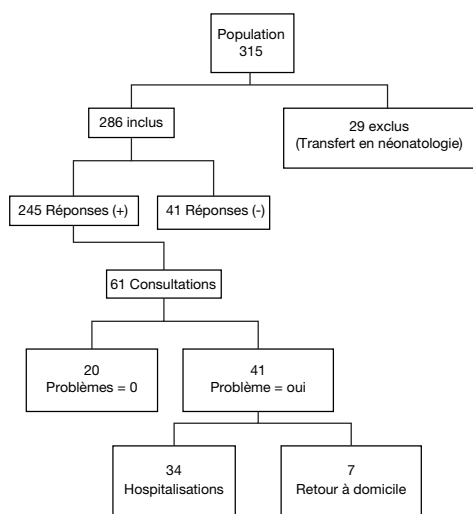 Population
315
286 inclus
29 exclus
(Transfert en néonatologie)
245 Réponses (+)
41 Réponses (-)
61 Consultations
20
Problèmes = 0
41
Problème = oui
34
Hospitalisations
7
Retour à domicile